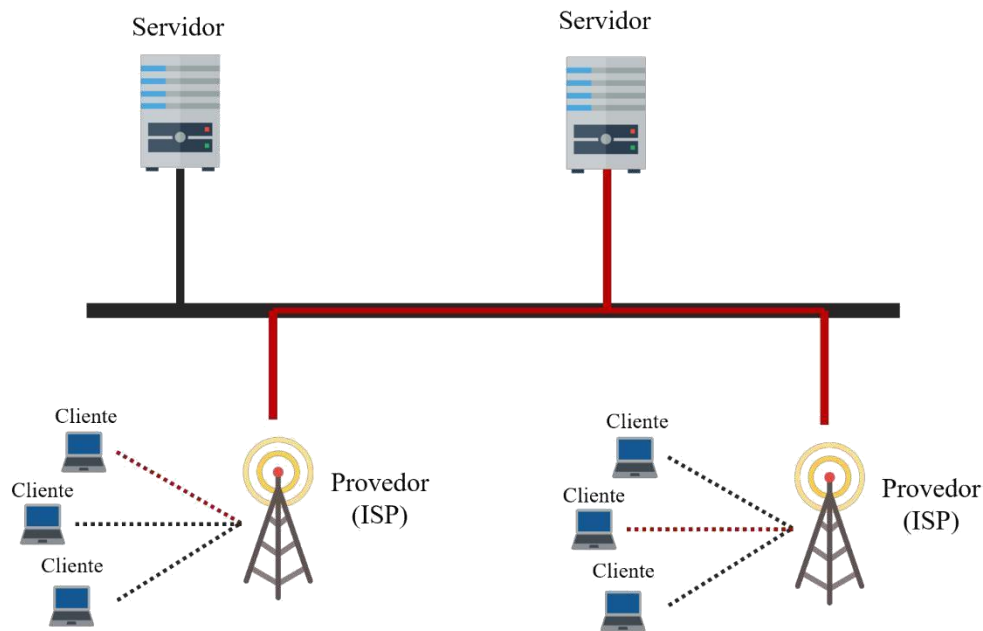 Servidor
Servidor
Cliente
Cliente
Cliente
Provedor
(ISP)
Cliente
Cliente
Cliente
Provedor
(ISP)